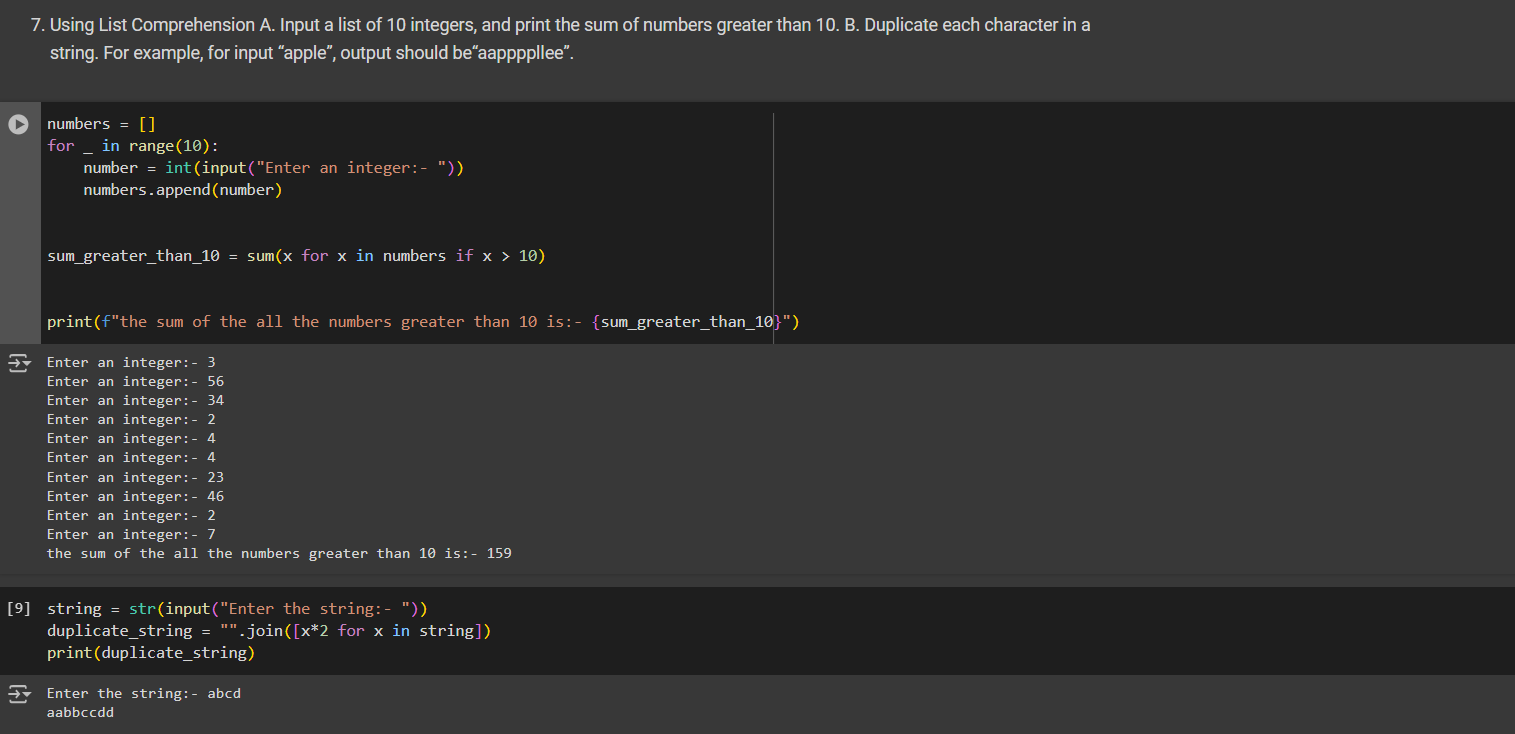 7. Using List Comprehension A. Input a list of 10 integers, and print the sum of numbers greater than 10. B. Duplicate each character in a
string. For example, for input “apple”, output should be“aappppllee”.
numbers = []
for _ in range(10):
    number = int(input("Enter an integer:- "))
    numbers.append(number)
sum_greater_than_10 = sum(x for x in numbers if x > 10)
print(f"the sum of the all the numbers greater than 10 is:- {sum_greater_than_10}")
Enter an integer:- 3
Enter an integer:- 56
Enter an integer:- 34
Enter an integer:- 2
Enter an integer:- 4
Enter an integer:- 4
Enter an integer:- 23
Enter an integer:- 46
Enter an integer:- 2
Enter an integer:- 7
the sum of the all the numbers greater than 10 is:- 159
[9] string = str(input("Enter the string:- "))
duplicate_string = "".join([x*2 for x in string])
print(duplicate_string)
Enter the string:- abcd
aabbccdd